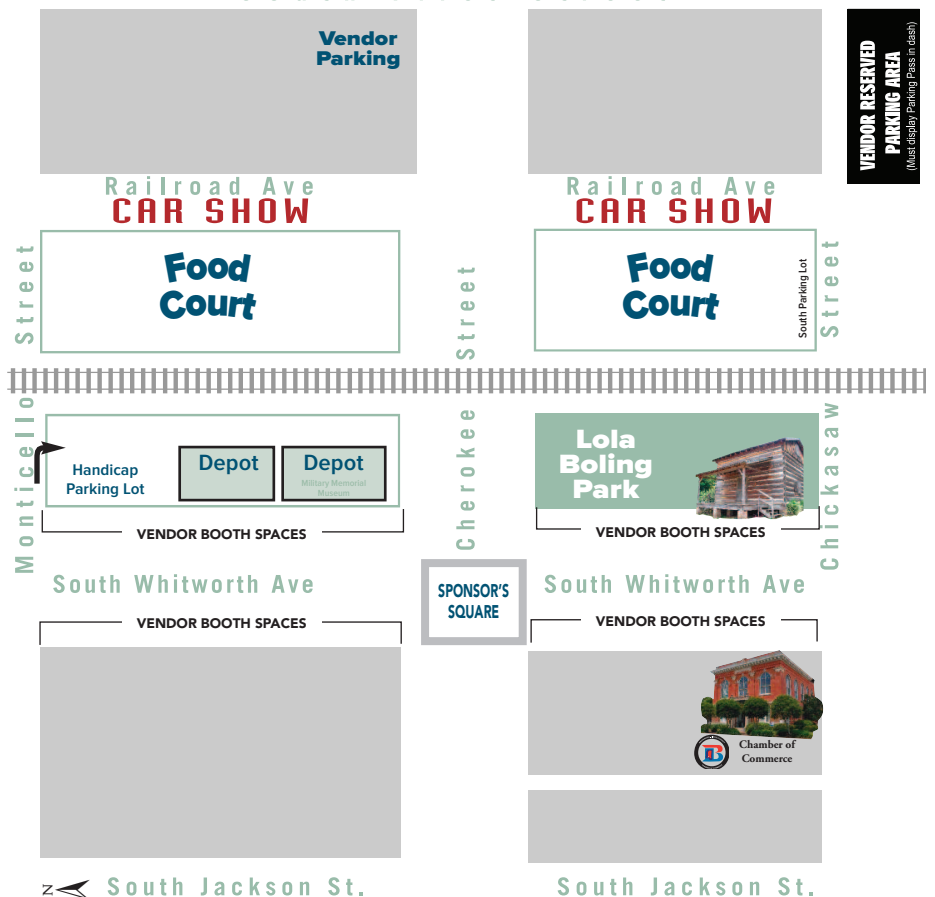 Vendor
Parking
VENDOR RESERVED
PARKING AREA
(Must display Parking Pass in dash)
Railroad Ave
Railroad Ave
CAR SHOW
CAR SHOW
Food
Court
Food
Court
South Parking Lot
Monticello Street
Cherokee Street
Chickasaw Street
Handicap
Parking Lot
Depot
Depot
Military Memorial
Museum
Lola
Boling
Park
VENDOR BOOTH SPACES
VENDOR BOOTH SPACES
South Whitworth Ave
South Whitworth Ave
SPONSOR'S
SQUARE
VENDOR BOOTH SPACES
VENDOR BOOTH SPACES
B
Chamber of
Commerce
N
South Jackson St.
South Jackson St.